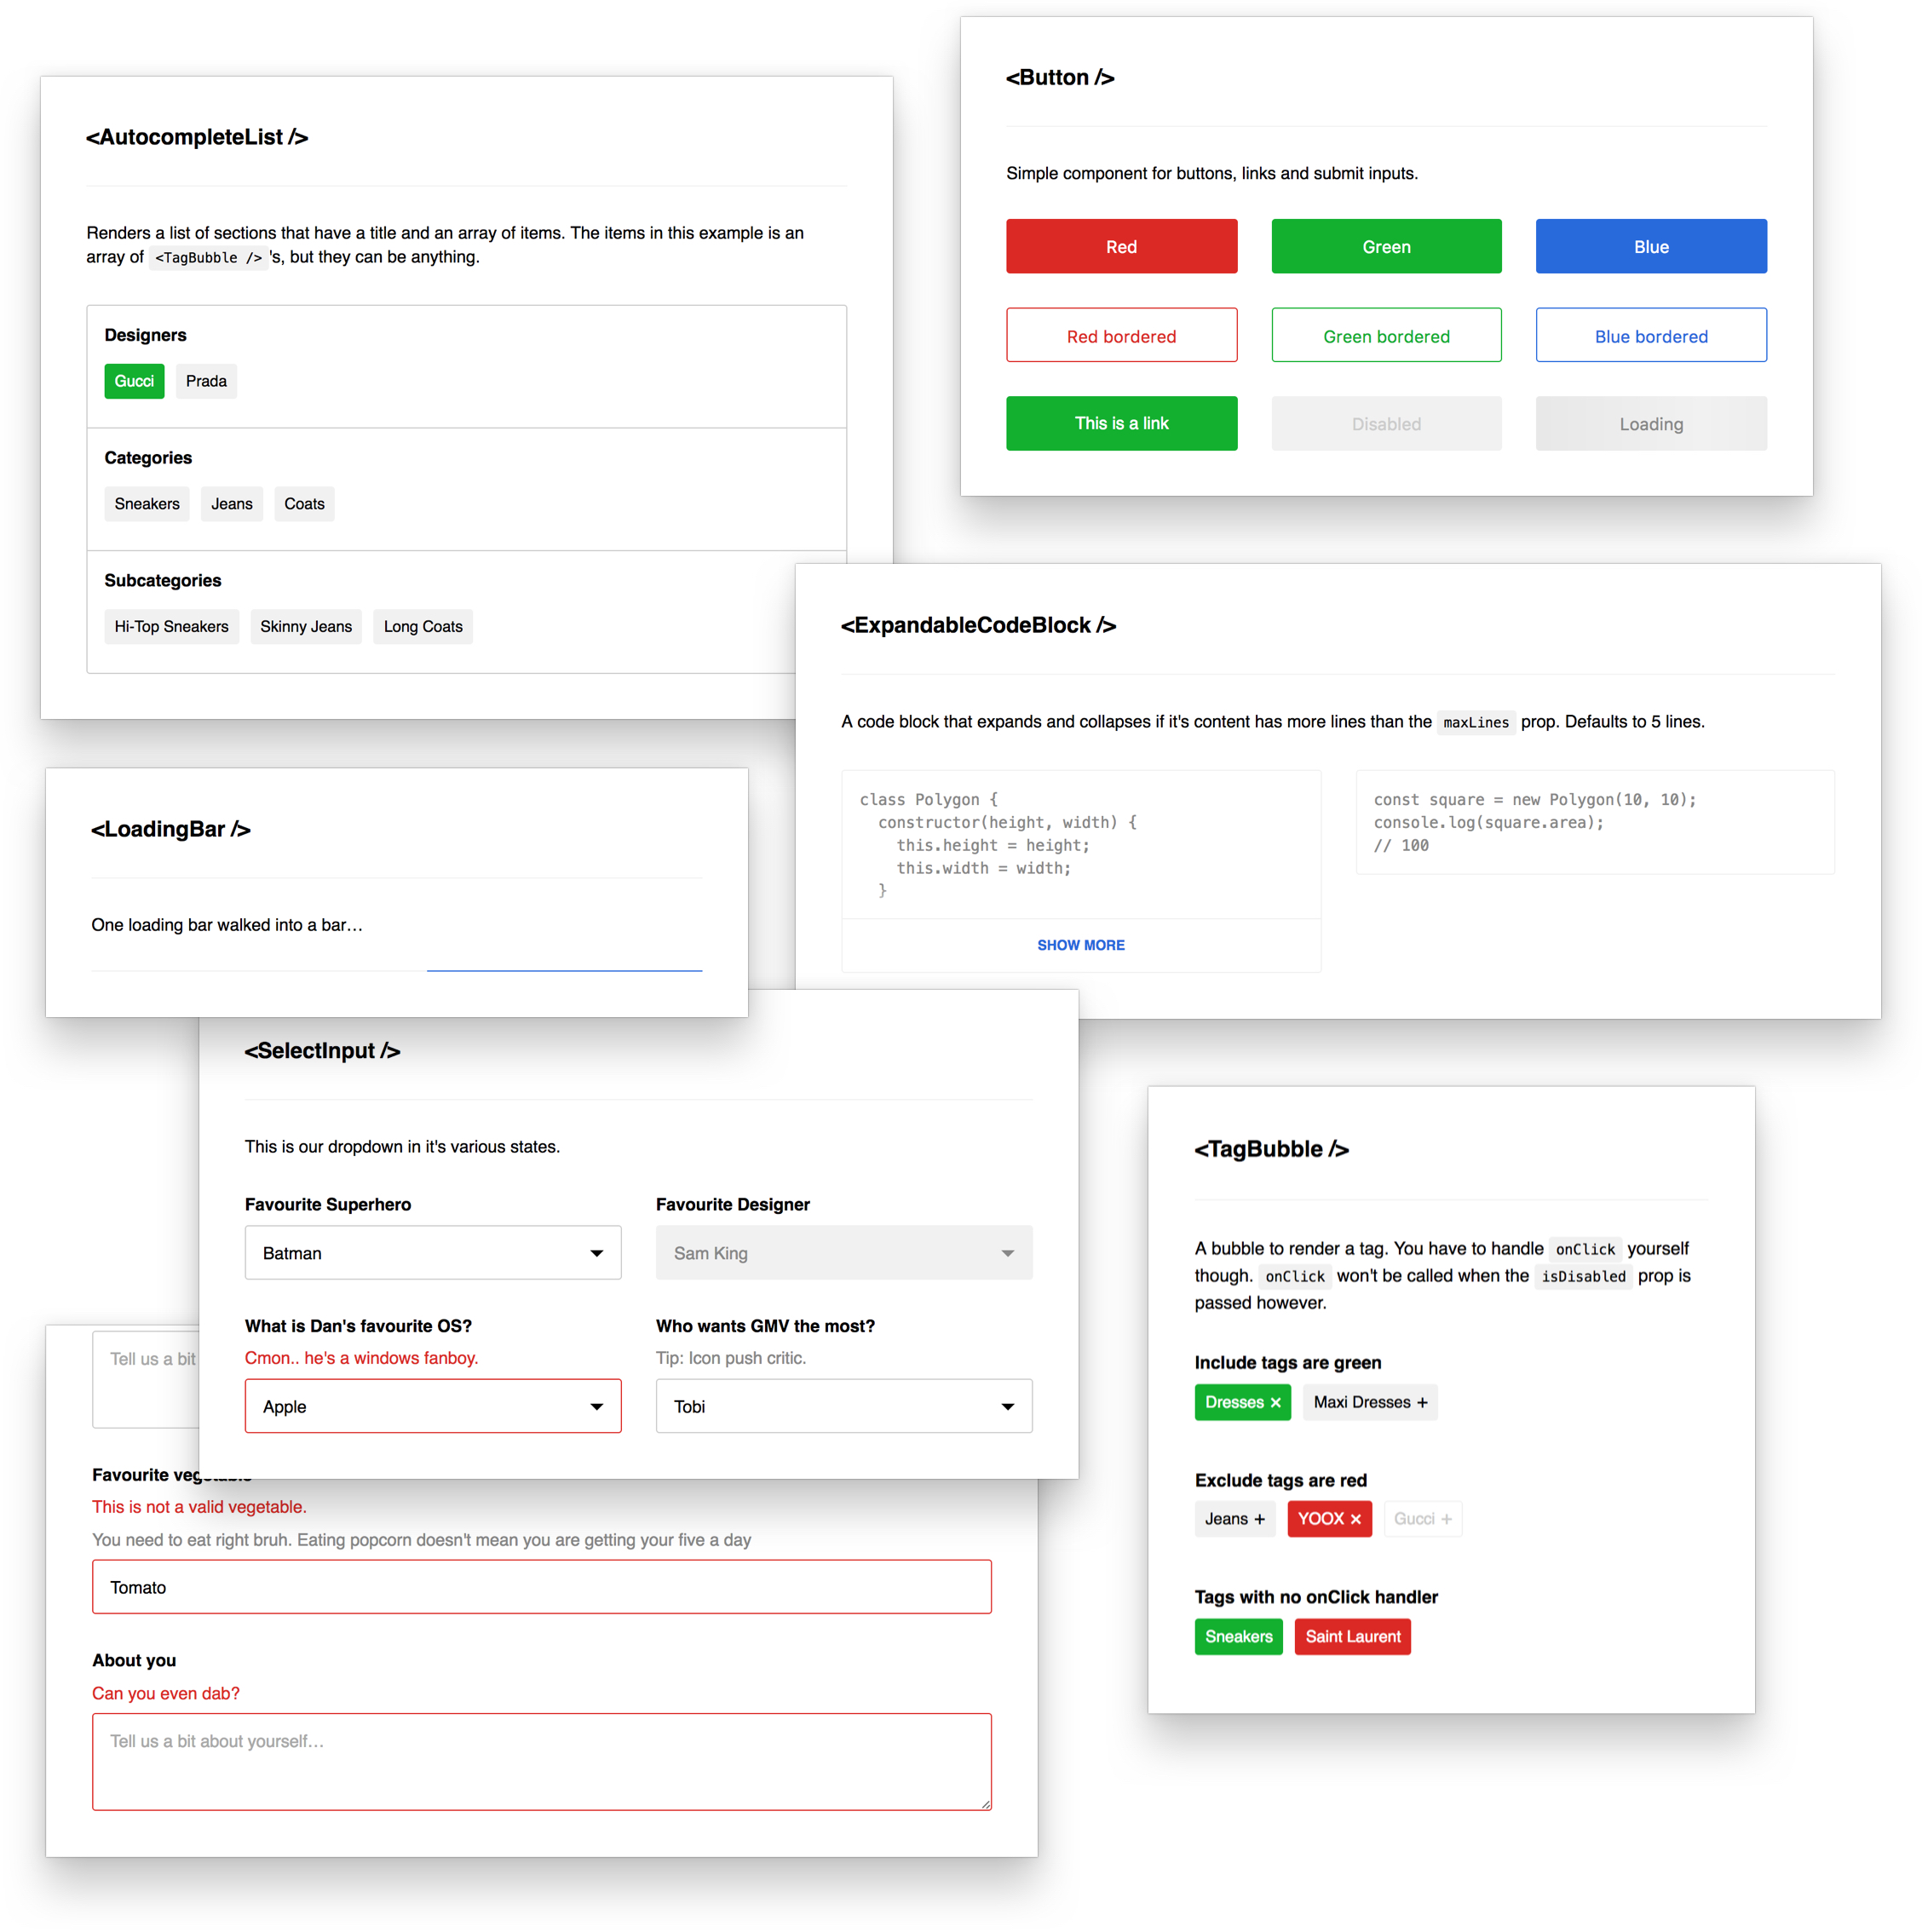 <AutocompleteList />
Renders a list of sections that have a title and an array of items. The items in this example is an
array of <TagBubble /> 's, but they can be anything.
Designers
Gucci Prada
Categories
Sneakers Jeans Coats
Subcategories
Hi-Top Sneakers Skinny Jeans Long Coats
<Button />
Simple component for buttons, links and submit inputs.
Red Green Blue
Red bordered Green bordered Blue bordered
This is a link Disabled Loading
<ExpandableCodeBlock />
A code block that expands and collapses if it's content has more lines than the maxLines prop. Defaults to 5 lines.
class Polygon {
  constructor(height, width) {
    this.height = height;
    this.width = width;
  }
SHOW MORE
const square = new Polygon(10, 10);
console.log(square.area);
// 100
<LoadingBar />
One loading bar walked into a bar…
<SelectInput />
This is our dropdown in it's various states.
Favourite Superhero
Batman
Favourite Designer
Sam King
What is Dan's favourite OS?
Cmon.. he's a windows fanboy.
Apple
Who wants GMV the most?
Tip: Icon push critic.
Tobi
Tell us a bit
Favourite vegetable
This is not a valid vegetable.
You need to eat right bruh. Eating popcorn doesn't mean you are getting your five a day
Tomato
About you
Can you even dab?
Tell us a bit about yourself…
<TagBubble />
A bubble to render a tag. You have to handle onClick yourself
though. onClick won't be called when the isDisabled prop is
passed however.
Include tags are green
Dresses × Maxi Dresses +
Exclude tags are red
Jeans + YOOX × Gucci +
Tags with no onClick handler
Sneakers Saint Laurent